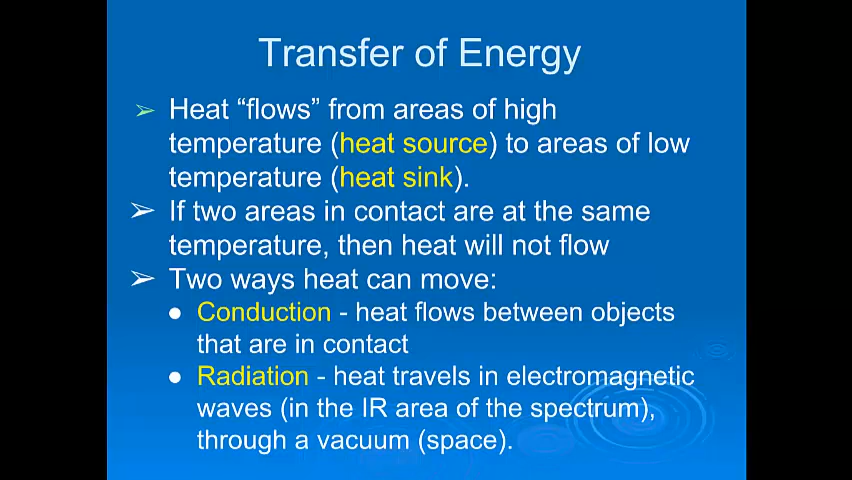 Transfer of Energy
➢ Heat “flows” from areas of high
temperature (heat source) to areas of low
temperature (heat sink).
➢ If two areas in contact are at the same
temperature, then heat will not flow
➢ Two ways heat can move:
● Conduction - heat flows between objects
that are in contact
● Radiation - heat travels in electromagnetic
waves (in the IR area of the spectrum),
through a vacuum (space).